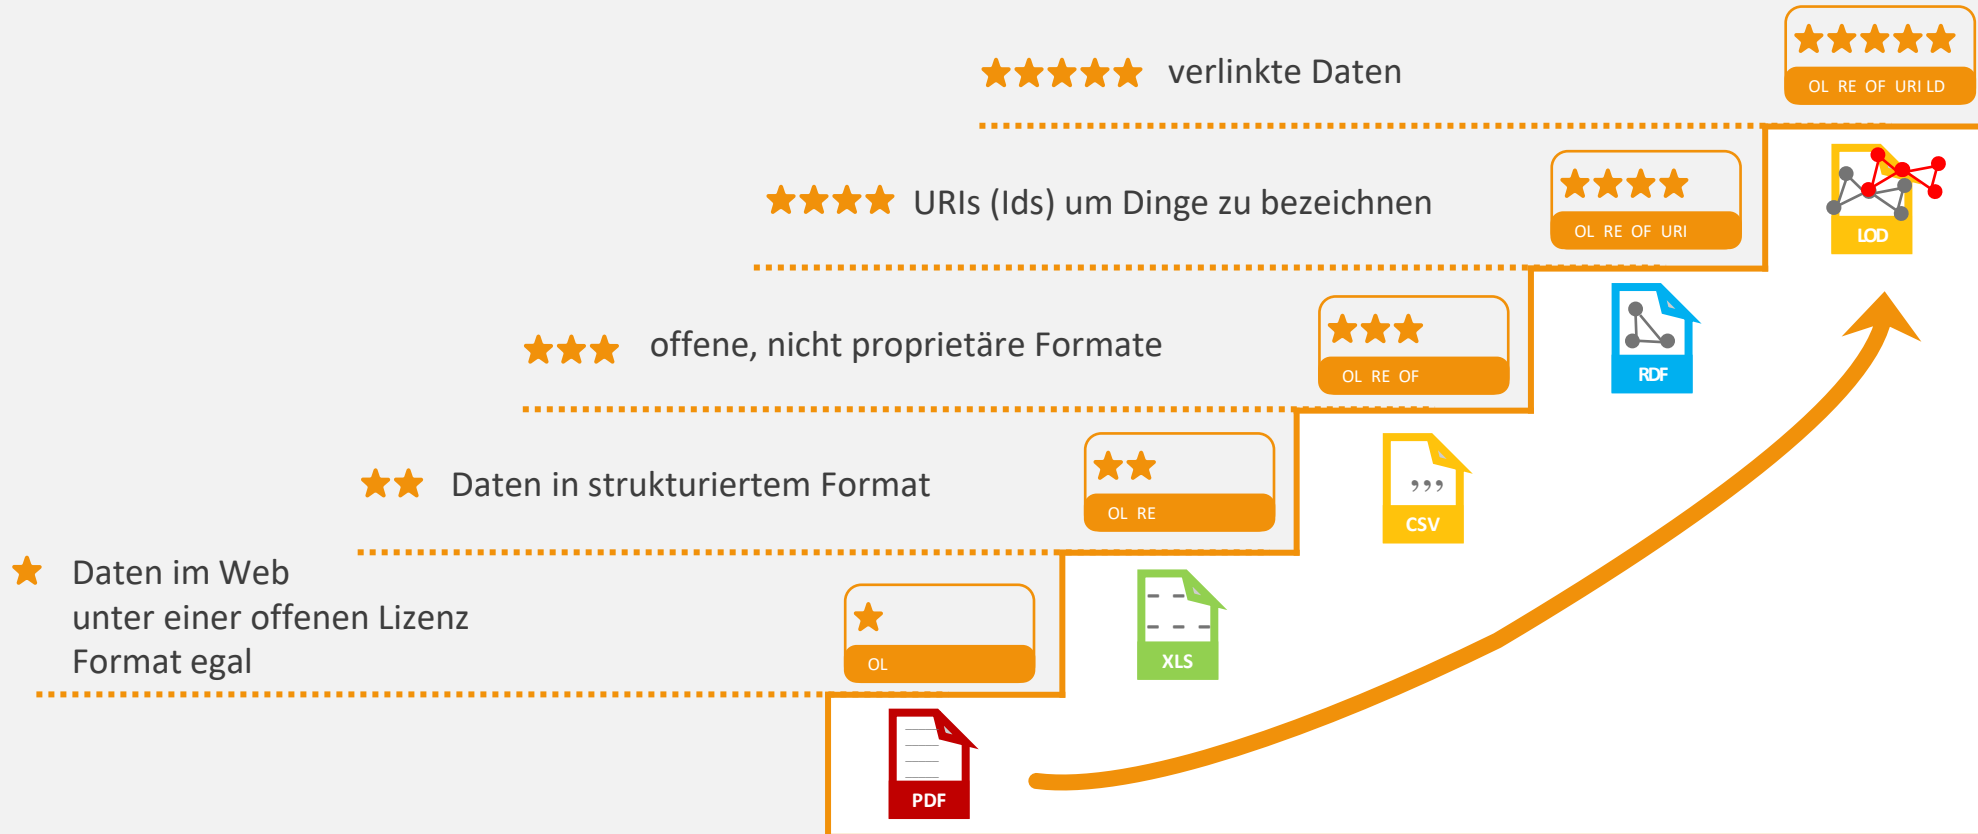 verlinkte Daten
OL RE OF URI LD
URIs (Ids) um Dinge zu bezeichnen
OL RE OF URI
LOD
offene, nicht proprietäre Formate
OL RE OF
RDF
Daten in strukturiertem Format
OL RE
,,,
CSV
Daten im Web
unter einer offenen Lizenz
Format egal
OL
XLS
PDF